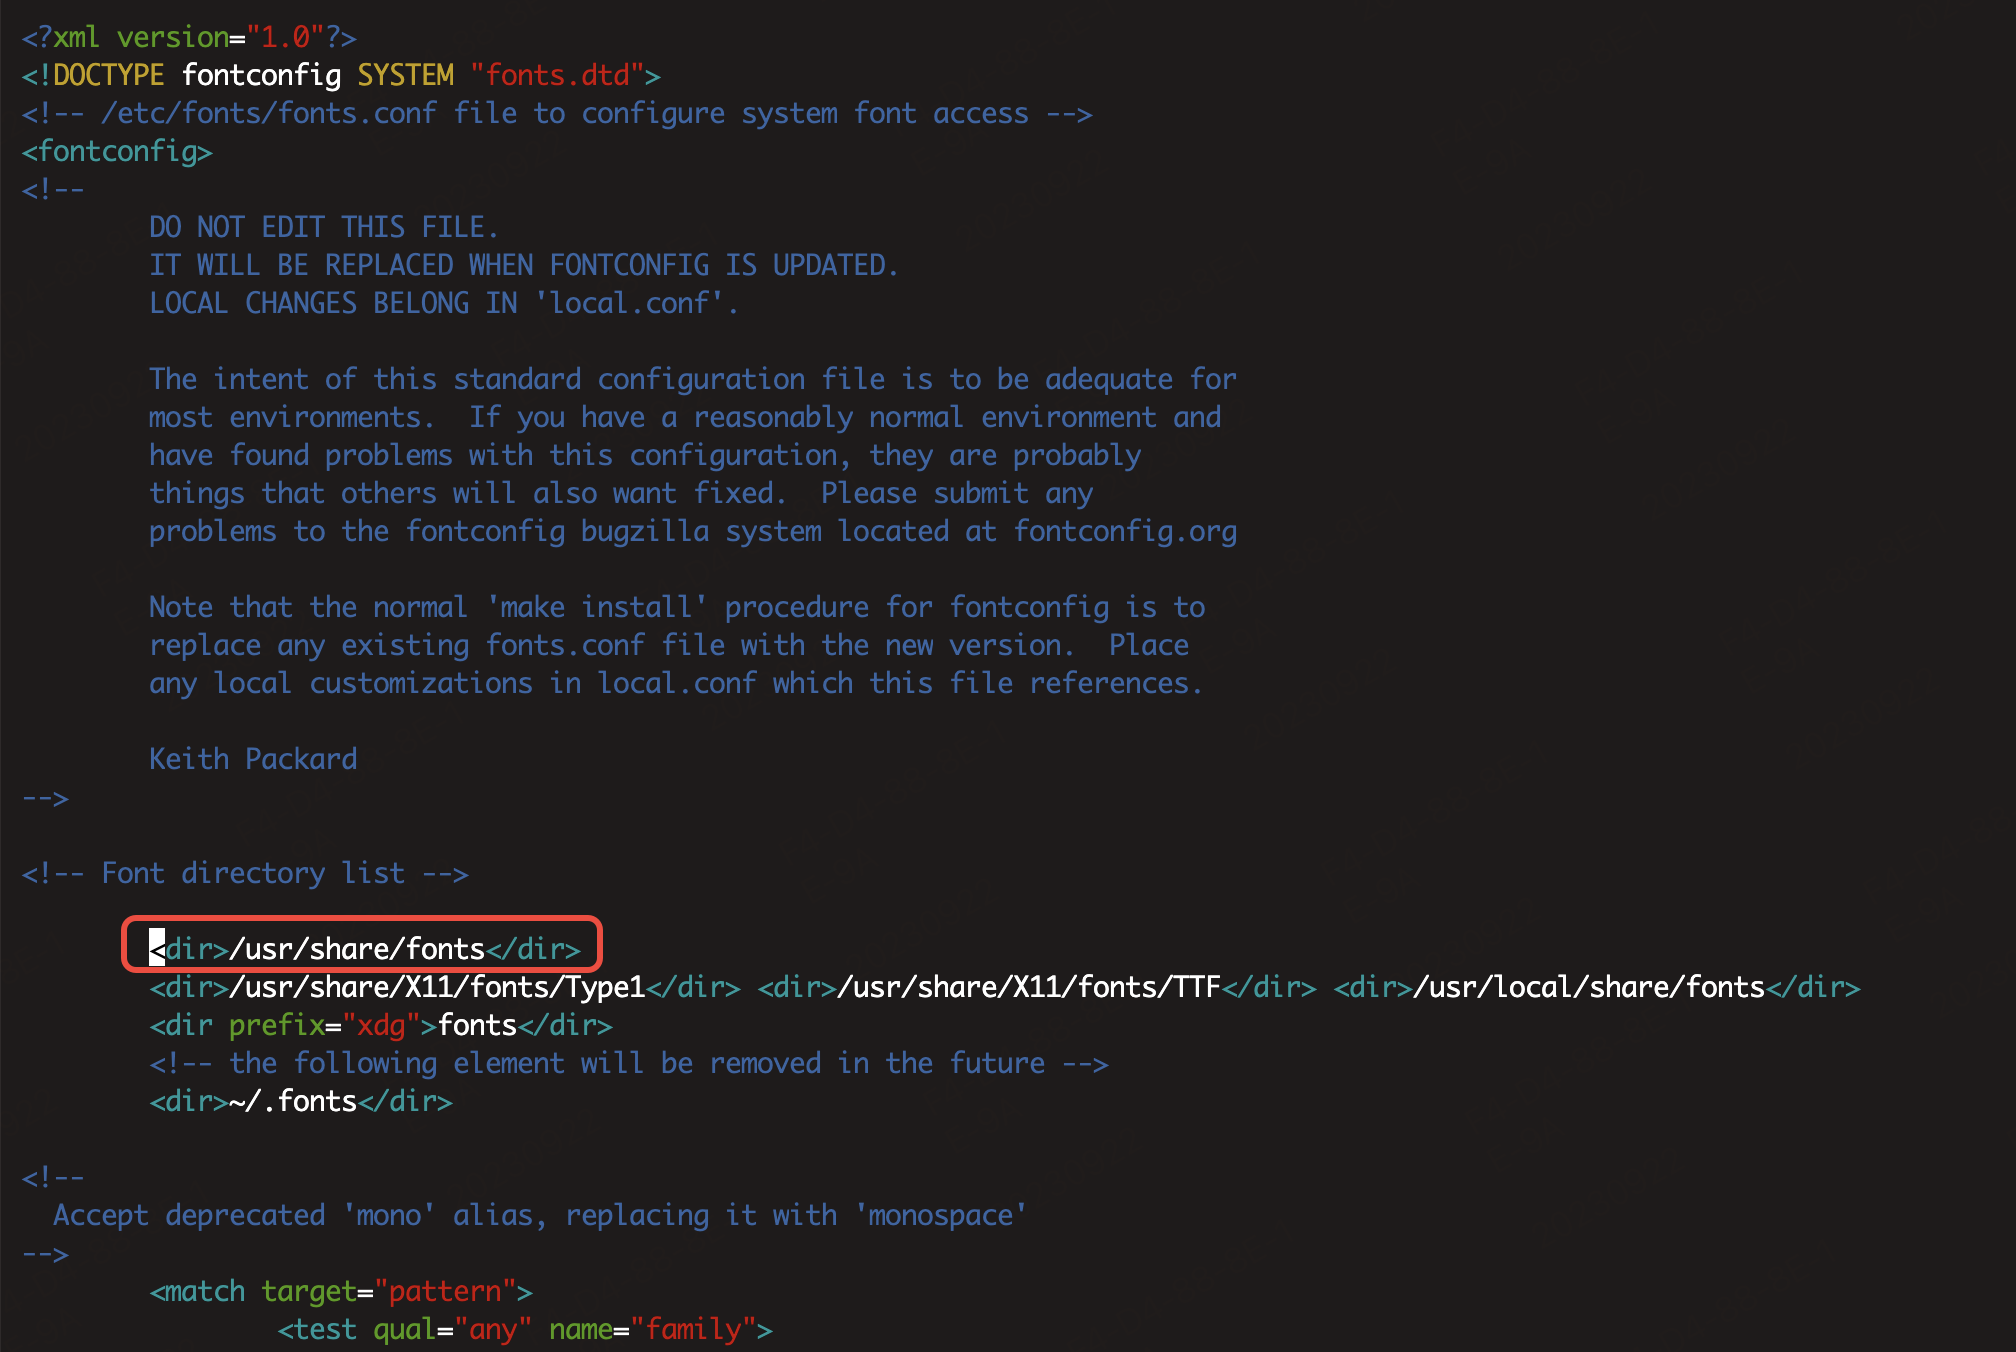 <?xml version="1.0"?>
<!DOCTYPE fontconfig SYSTEM "fonts.dtd">
<!-- /etc/fonts/fonts.conf file to configure system font access -->
<fontconfig>
<!--
        DO NOT EDIT THIS FILE.
        IT WILL BE REPLACED WHEN FONTCONFIG IS UPDATED.
        LOCAL CHANGES BELONG IN 'local.conf'.

        The intent of this standard configuration file is to be adequate for
        most environments.  If you have a reasonably normal environment and
        have found problems with this configuration, they are probably
        things that others will also want fixed.  Please submit any
        problems to the fontconfig bugzilla system located at fontconfig.org

        Note that the normal 'make install' procedure for fontconfig is to
        replace any existing fonts.conf file with the new version.  Place
        any local customizations in local.conf which this file references.

        Keith Packard
-->

<!-- Font directory list -->

        <dir>/usr/share/fonts</dir>
        <dir>/usr/share/X11/fonts/Type1</dir> <dir>/usr/share/X11/fonts/TTF</dir> <dir>/usr/local/share/fonts</dir>
        <dir prefix="xdg">fonts</dir>
        <!-- the following element will be removed in the future -->
        <dir>~/.fonts</dir>

<!--
  Accept deprecated 'mono' alias, replacing it with 'monospace'
-->
        <match target="pattern">
                <test qual="any" name="family">